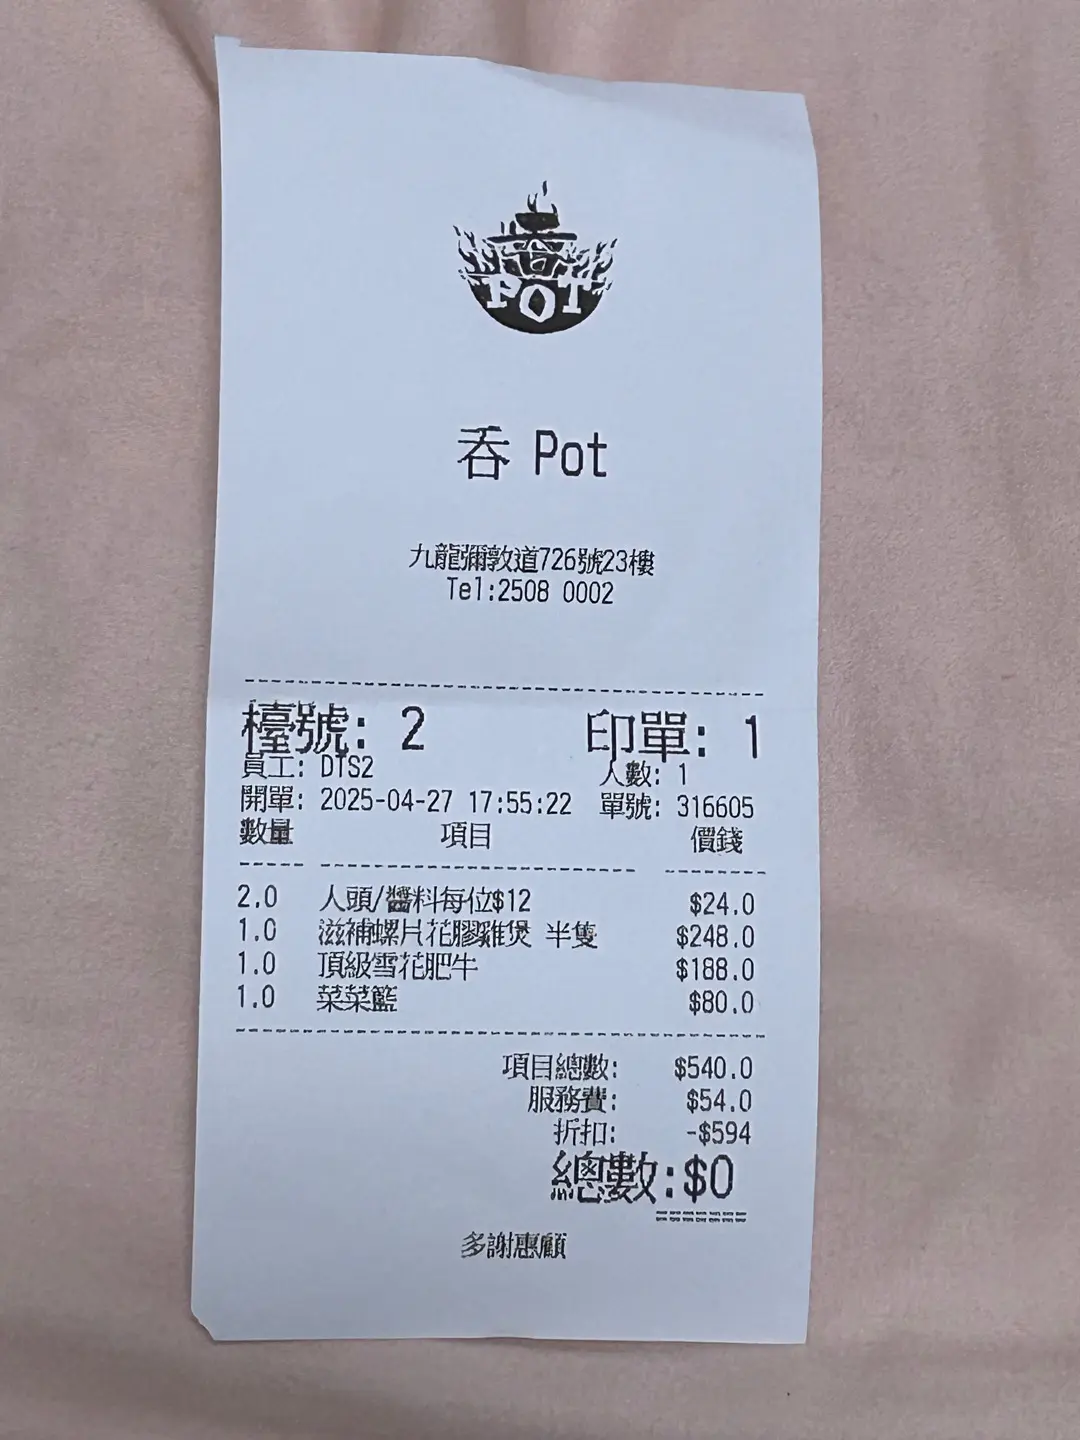 吞
POT
吞 Pot
九龍彌敦道726號23樓
Tel:2508 0002
檯號: 2 印單: 1
員工: DTS2 人數: 1
開單: 2025-04-27 17:55:22 單號: 316605
數量 項目 價錢
2.0 人頭/醬料每位$12 $24.0
1.0 滋補螺片花膠雞煲 半隻 $248.0
1.0 頂級雪花肥牛 $188.0
1.0 菜菜籃 $80.0
項目總數: $540.0
服務費: $54.0
折扣: -$594
總數:$0
多謝惠顧